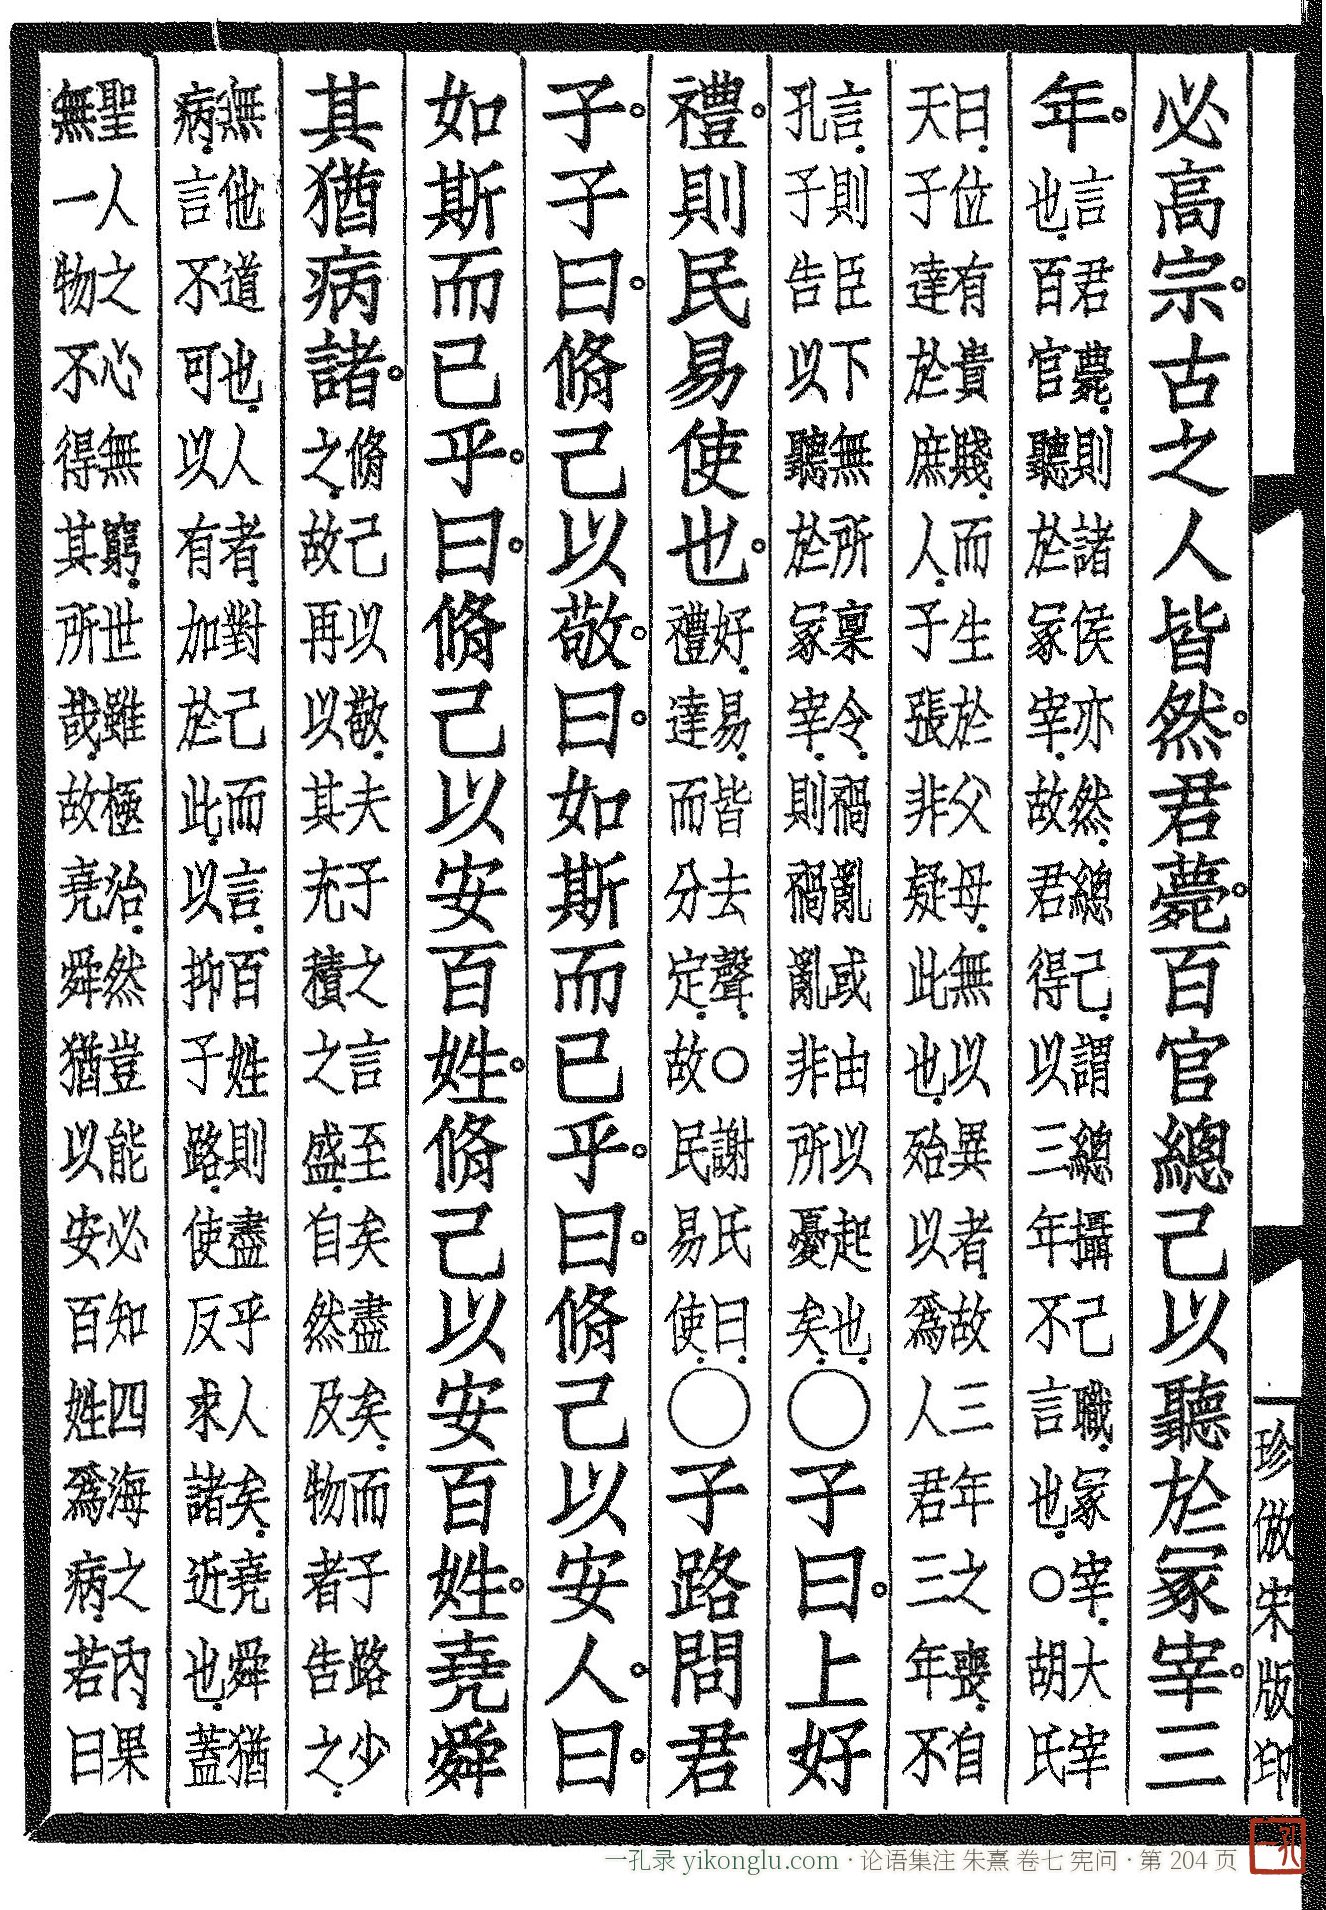 珍倣宋版印
必高宗。古之人皆然。君薨。百官總己以聽於冢宰。三
年。
言君薨.則諸侯亦然.總己.謂總攝己職.冢宰.大宰
也.百官聽於冢宰.故君得以三年不言也.○胡氏
曰.位有貴賤.而生於父母.無以異者.故三年之喪.自
天子達於庶人.子張非疑此也.殆以爲人君三年不
言.則臣下無所稟令.禍亂或由以起也.
孔子告以聽於冢宰.則禍亂非所憂矣.
○子曰。上好
禮。則民易使也。
好.易.皆去聲.○謝氏曰.
禮達而分定.故民易使.
○子路問君
子。子曰。脩己以敬。曰。如斯而已乎。曰。脩己以安人。曰。
如斯而已乎。曰。脩己以安百姓。脩己以安百姓。堯舜
其猶病諸。
脩己以敬.夫子之言至矣盡矣.而子路少
之.故再以其充積之盛.自然及物者告之.
無他道也.人者.對己而言.百姓則盡乎人矣.堯舜猶
病.言不可以有加於此.以抑子路.使反求諸近也.蓋
聖人之心無窮.世雖極治.然豈能必知四海之內.果
無一物不得其所哉.故堯舜猶以安百姓爲病.若曰
一孔录 yikonglu.com · 论语集注 朱熹 卷七 宪问 · 第 204 页
一孔